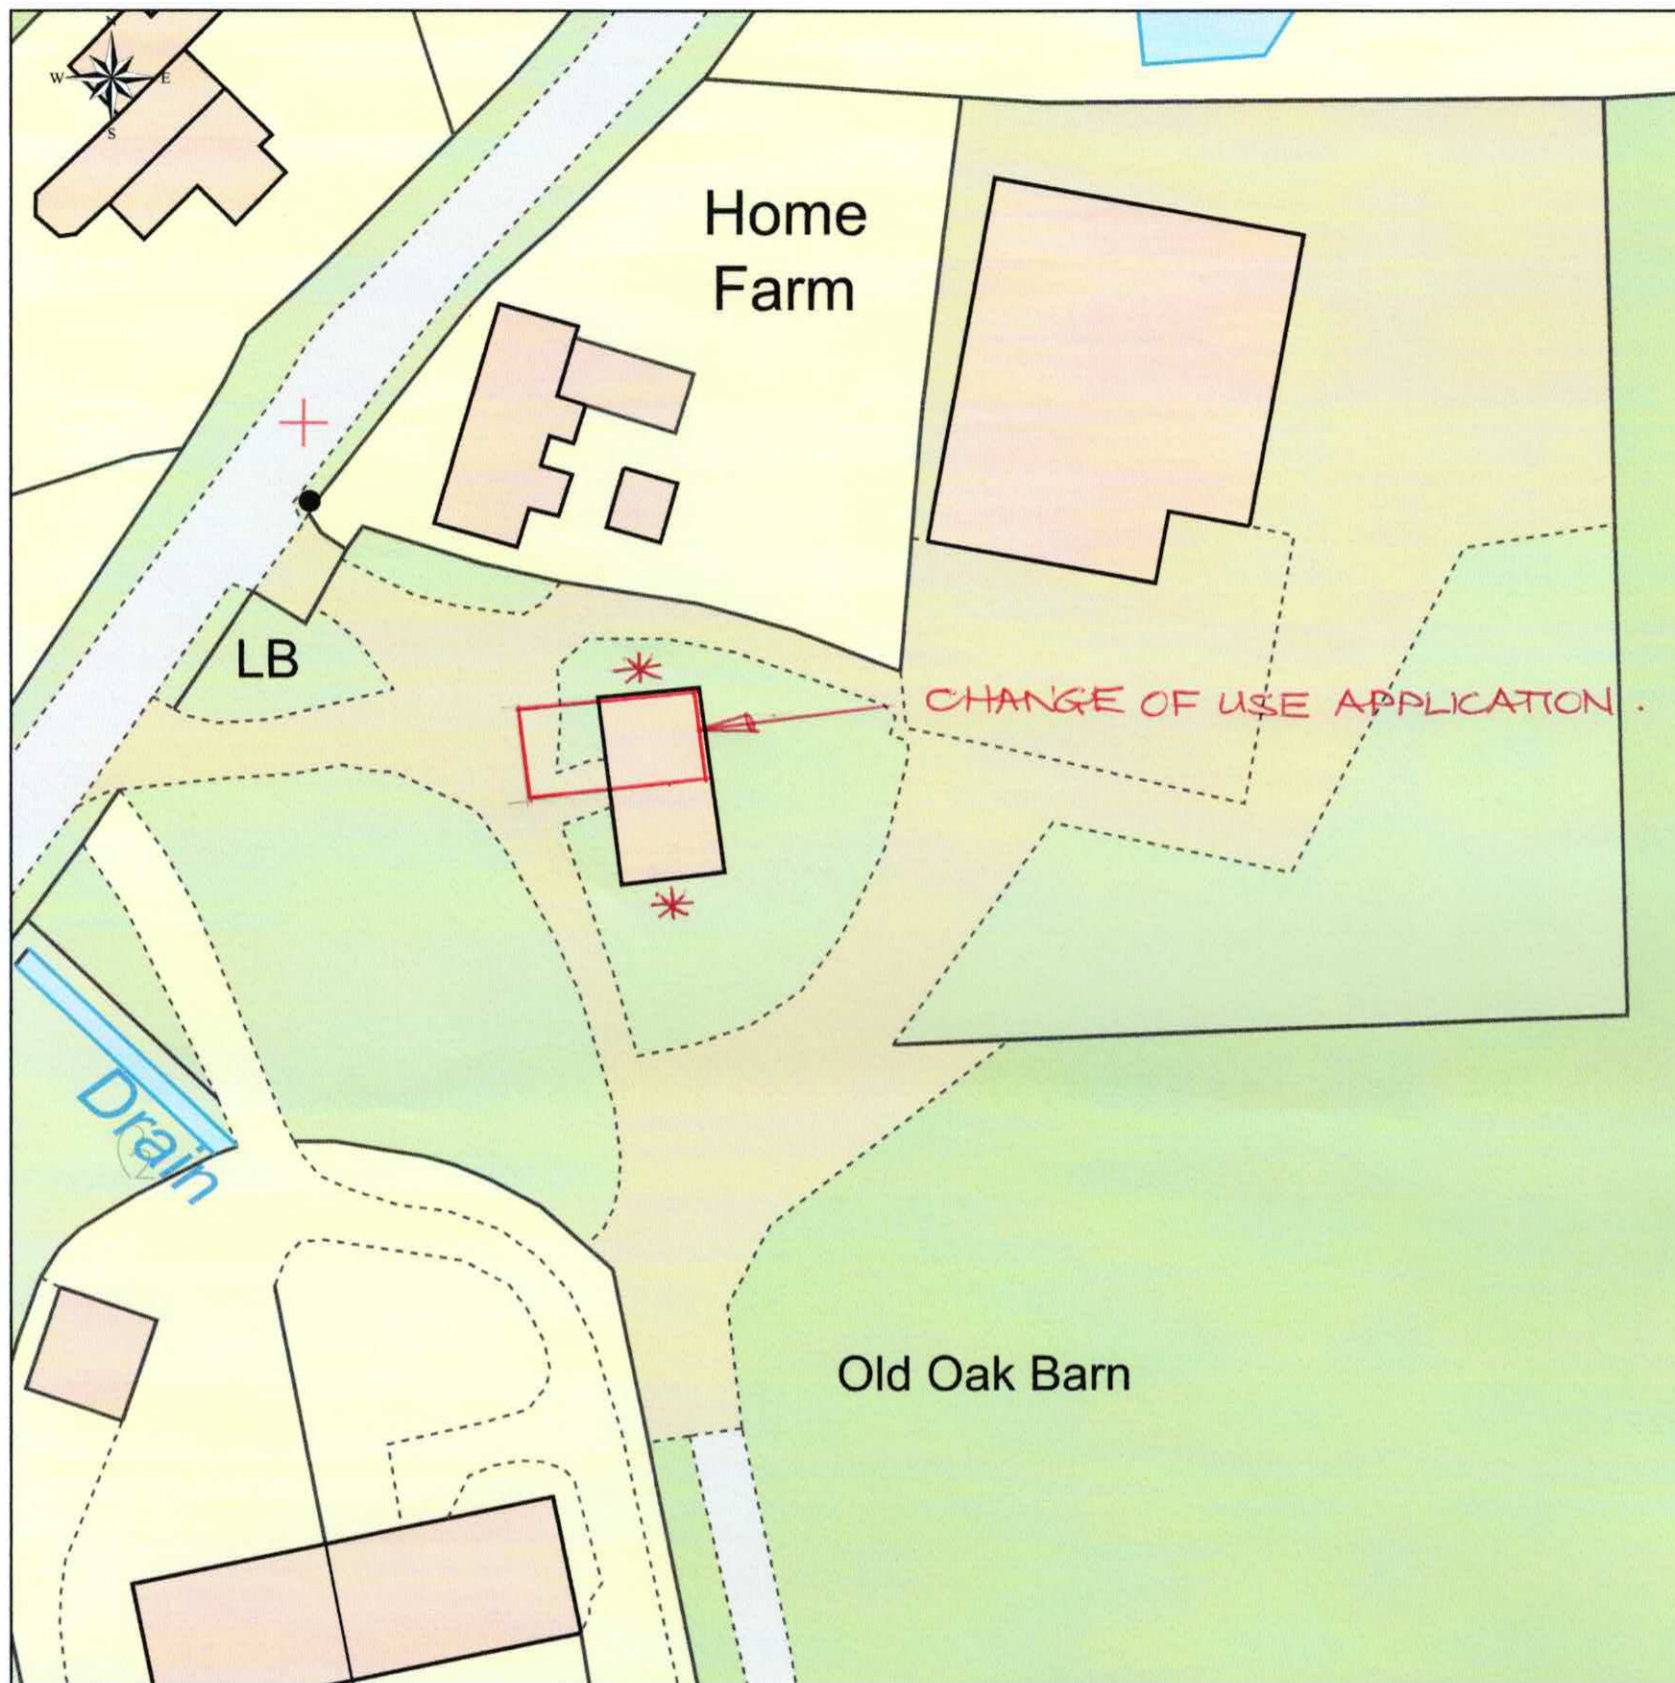 N
W E
S
Home
Farm
LB
CHANGE OF USE APPLICATION.
Drain
Old Oak Barn